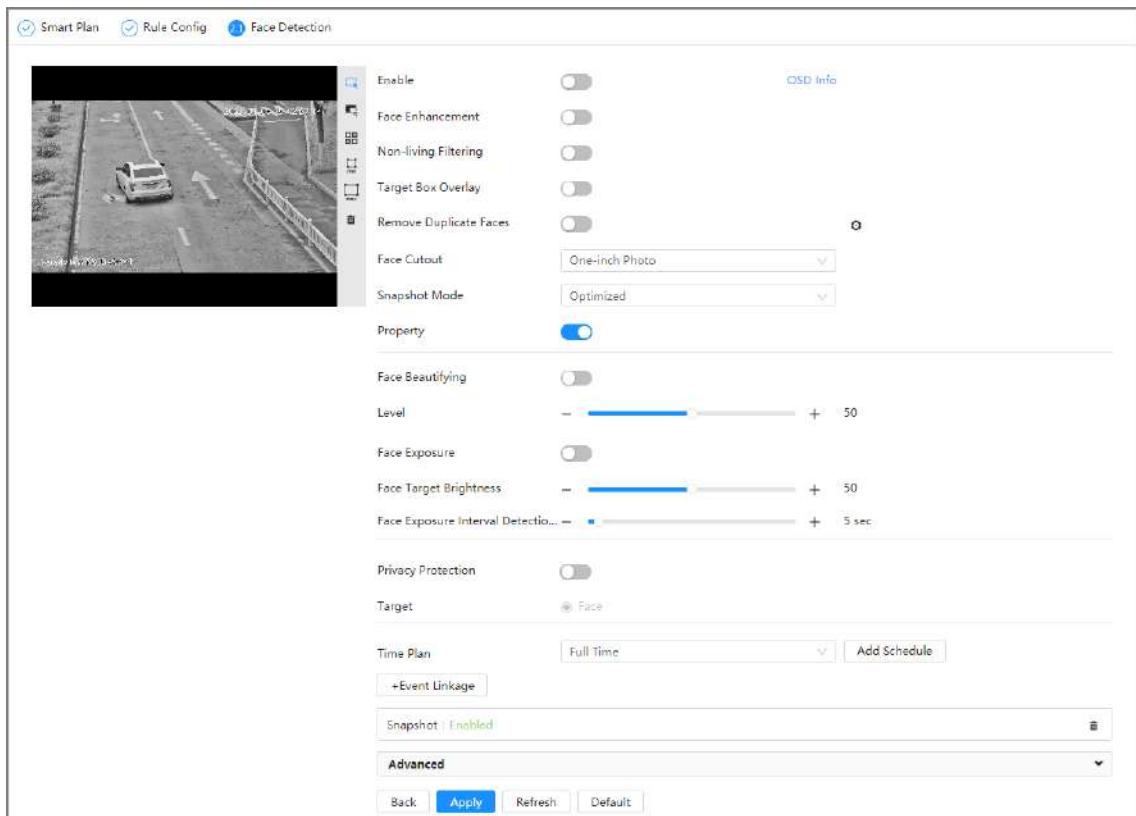 Smart Plan
Rule Config
2.1 Face Detection
Enable
OSD Info
Face Enhancement
Non-living Filtering
Target Box Overlay
Remove Duplicate Faces
Face Cutout
One-inch Photo
Snapshot Mode
Optimized
Property
Face Beautifying
Level
50
Face Exposure
Face Target Brightness
50
Face Exposure Interval Detectio...
5 sec
Privacy Protection
Target
Face
Time Plan
Full Time
Add Schedule
+Event Linkage
Snapshot : Enabled
Advanced
Back
Apply
Refresh
Default